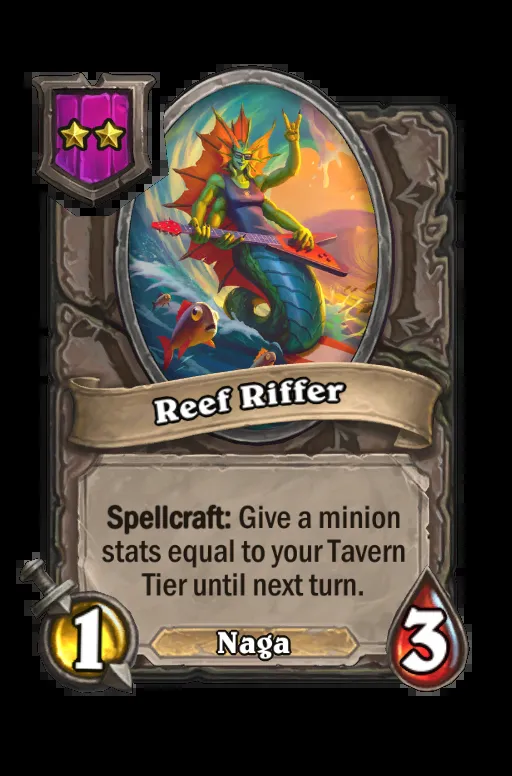 Reef Riffer
Spellcraft: Give a minion
stats equal to your Tavern
Tier until next turn.
1
Naga
3